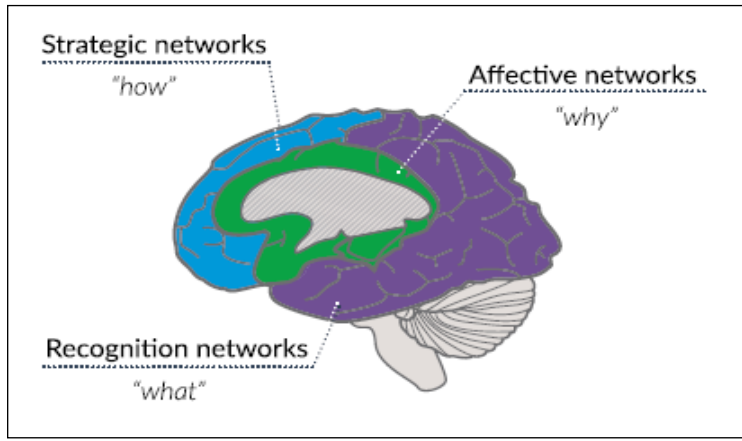 Strategic networks
“how”
Affective networks
“why”
Recognition networks
“what”